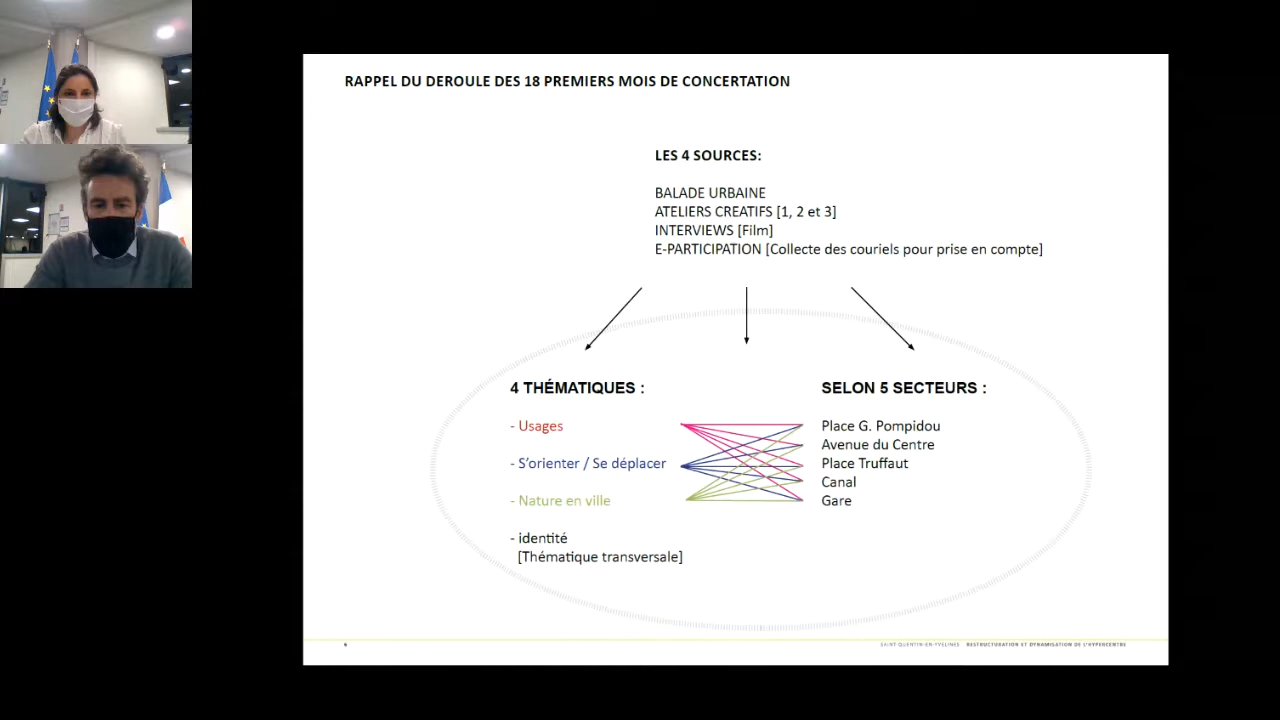 RAPPEL DU DEROULE DES 18 PREMIERS MOIS DE CONCERTATION
LES 4 SOURCES:
BALADE URBAINE
ATELIERS CREATIFS [1, 2 et 3]
INTERVIEWS [Film]
E-PARTICIPATION [Collecte des couriels pour prise en compte]
4 THÉMATIQUES :
- Usages
- S'orienter / Se déplacer
- Nature en ville
- identité
[Thématique transversale]
SELON 5 SECTEURS :
Place G. Pompidou
Avenue du Centre
Place Truffaut
Canal
Gare
6
SAINT QUENTIN-EN-YVELINES RESTRUCTURATION ET DYNAMISATION DE L'HYPERCENTRE